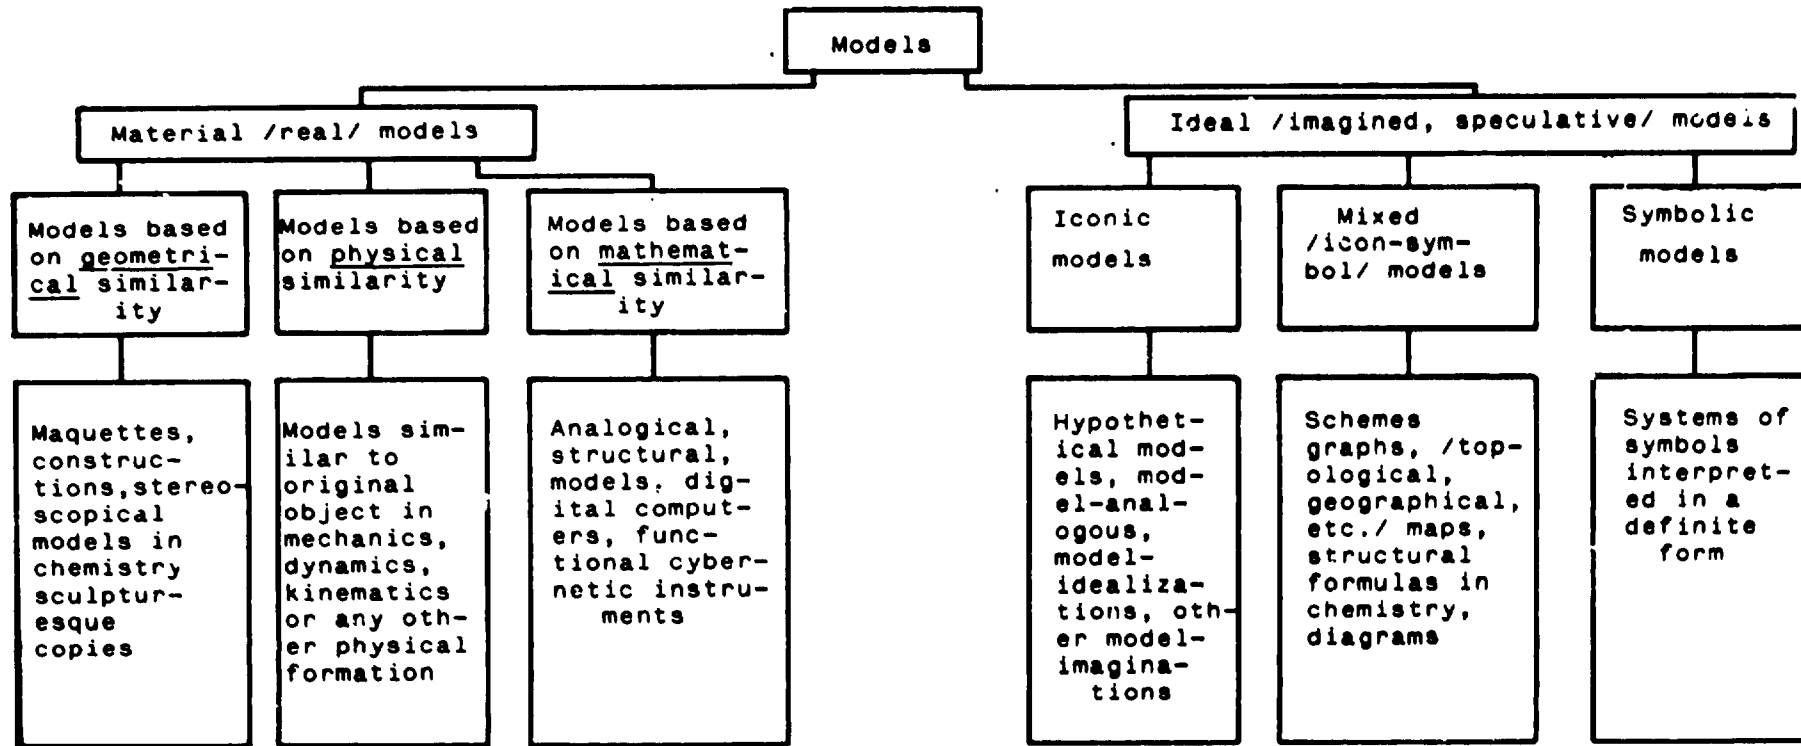 Models
Material /real/ models
Ideal /imagined, speculative/ models
Models based
on geometri-
cal similar-
ity
Models based
on physical
similarity
Models based
on mathemat-
ical similar-
ity
Iconic
models
Mixed
/icon-sym-
bol/ models
Symbolic
models
Maquettes,
construc-
tions,stereo-
scopical
models in
chemistry
sculptur-
esque
copies
Models sim-
ilar to
original
object in
mechanics,
dynamics,
kinematics
or any oth-
er physical
formation
Analogical,
structural,
models, dig-
ital comput-
ers, func-
tional cyber-
netic instru-
ments
Hypothet-
ical mod-
els, mod-
el-anal-
ogous,
model-
idealiza-
tions, oth-
er model-
imagina-
tions
Schemes
graphs, /top-
ological,
geographical,
etc./ maps,
structural
formulas in
chemistry,
diagrams
Systems of
symbols
interpret-
ed in a
definite
form